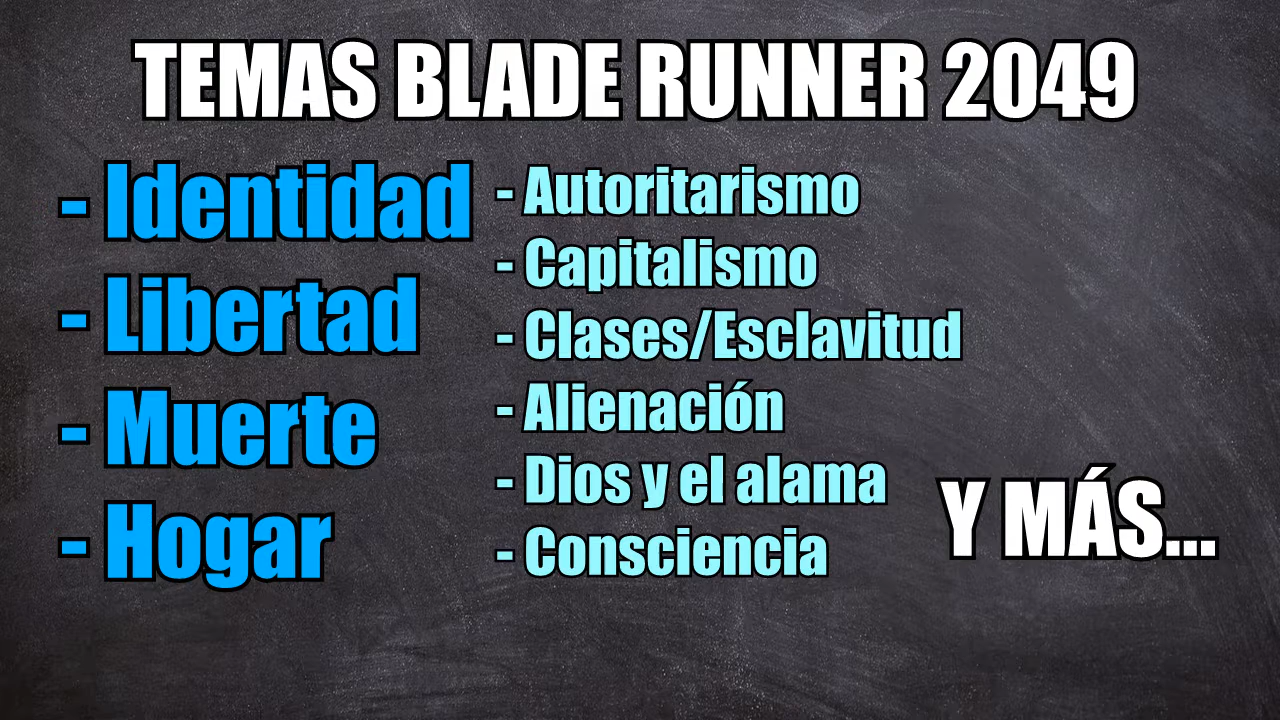 TEMAS BLADE RUNNER 2049
- Identidad
- Libertad
- Muerte
- Hogar
- Autoritarismo
- Capitalismo
- Clases/Esclavitud
- Alienación
- Dios y el alama
- Consciencia
Y MÁS...